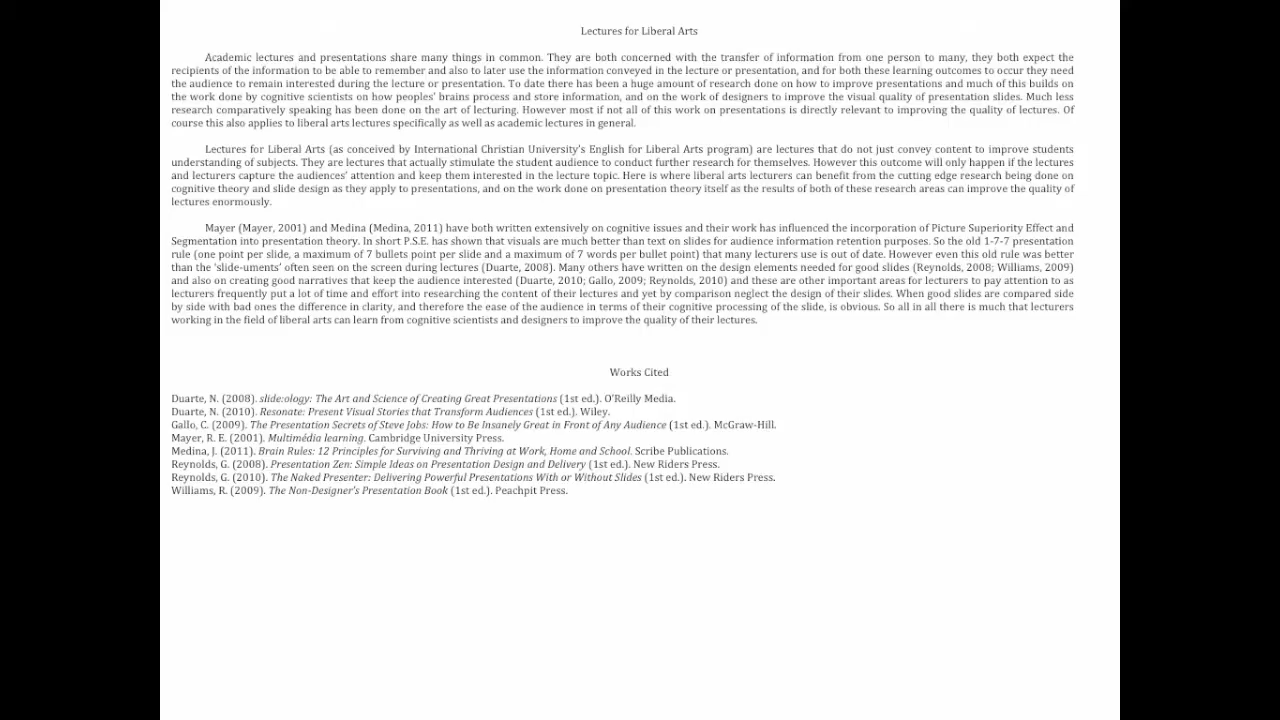 Lectures for Liberal Arts
Academic lectures and presentations share many things in common. They are both concerned with the transfer of information from one person to many, they both expect the
recipients of the information to be able to remember and also to later use the information conveyed in the lecture or presentation, and for both these learning outcomes to occur they need
the audience to remain interested during the lecture or presentation. To date there has been a huge amount of research done on how to improve presentations and much of this builds on
the work done by cognitive scientists on how peoples' brains process and store information, and on the work of designers to improve the visual quality of presentation slides. Much less
research comparatively speaking has been done on the art of lecturing. However most if not all of this work on presentations is directly relevant to improving the quality of lectures. Of
course this also applies to liberal arts lectures specifically as well as academic lectures in general.
Lectures for Liberal Arts (as conceived by International Christian University's English for Liberal Arts program) are lectures that do not just convey content to improve students
understanding of subjects. They are lectures that actually stimulate the student audience to conduct further research for themselves. However this outcome will only happen if the lectures
and lecturers capture the audiences' attention and keep them interested in the lecture topic. Here is where liberal arts lecturers can benefit from the cutting edge research being done on
cognitive theory and slide design as they apply to presentations, and on the work done on presentation theory itself as the results of both of these research areas can improve the quality of
lectures enormously.
Mayer (Mayer, 2001) and Medina (Medina, 2011) have both written extensively on cognitive issues and their work has influenced the incorporation of Picture Superiority Effect and
Segmentation into presentation theory. In short P.S.E. has shown that visuals are much better than text on slides for audience information retention purposes. So the old 1-7-7 presentation
rule (one point per slide, a maximum of 7 bullets point per slide and a maximum of 7 words per bullet point) that many lecturers use is out of date. However even this old rule was better
than the 'slide-uments' often seen on the screen during lectures (Duarte, 2008). Many others have written on the design elements needed for good slides (Reynolds, 2008; Williams, 2009)
and also on creating good narratives that keep the audience interested (Duarte, 2010; Gallo, 2009; Reynolds, 2010) and these are other important areas for lecturers to pay attention to as
lecturers frequently put a lot of time and effort into researching the content of their lectures and yet by comparison neglect the design of their slides. When good slides are compared side
by side with bad ones the difference in clarity, and therefore the ease of the audience in terms of their cognitive processing of the slide, is obvious. So all in all there is much that lecturers
working in the field of liberal arts can learn from cognitive scientists and designers to improve the quality of their lectures.
Works Cited
Duarte, N. (2008). slide:ology: The Art and Science of Creating Great Presentations (1st ed.). O'Reilly Media.
Duarte, N. (2010). Resonate: Present Visual Stories that Transform Audiences (1st ed.). Wiley.
Gallo, C. (2009). The Presentation Secrets of Steve Jobs: How to Be Insanely Great in Front of Any Audience (1st ed.). McGraw-Hill.
Mayer, R. E. (2001). Multimédia learning. Cambridge University Press.
Medina, J. (2011). Brain Rules: 12 Principles for Surviving and Thriving at Work, Home and School. Scribe Publications.
Reynolds, G. (2008). Presentation Zen: Simple Ideas on Presentation Design and Delivery (1st ed.). New Riders Press.
Reynolds, G. (2010). The Naked Presenter: Delivering Powerful Presentations With or Without Slides (1st ed.). New Riders Press.
Williams, R. (2009). The Non-Designer's Presentation Book (1st ed.). Peachpit Press.